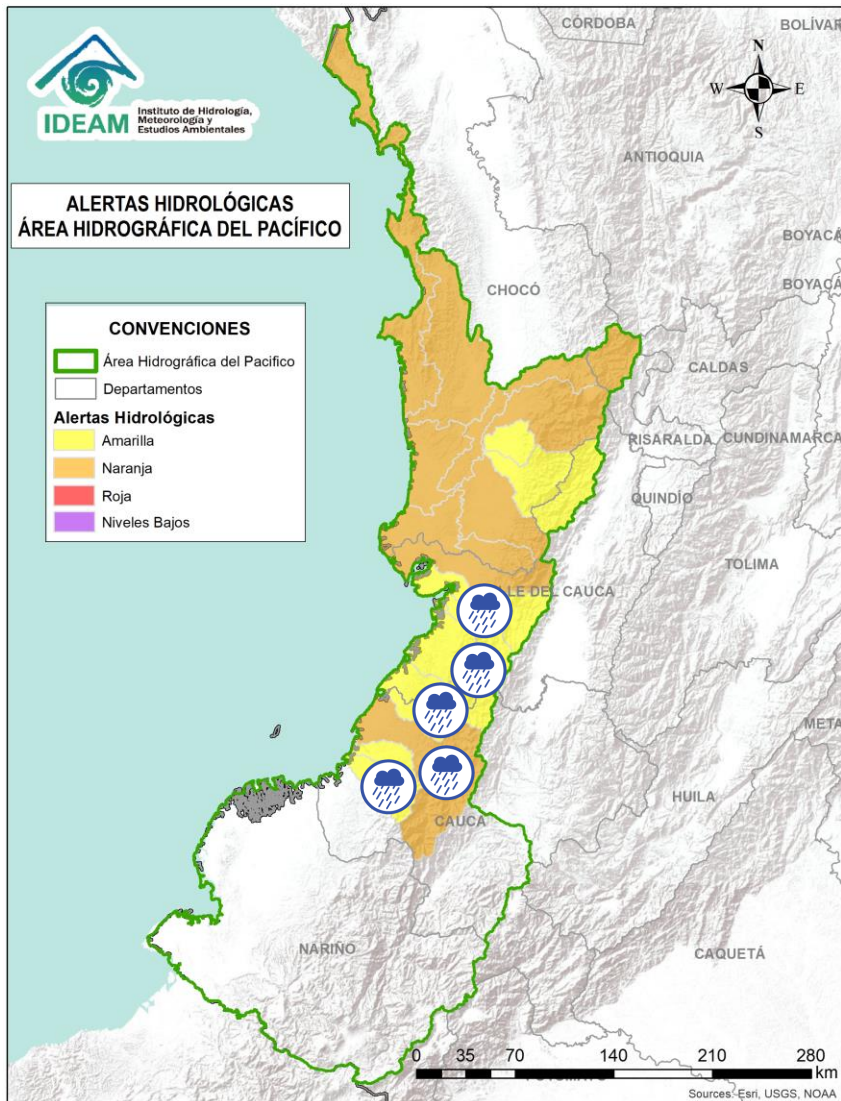 IDEAM
Instituto de Hidrología,
Meteorología y
Estudios Ambientales
ALERTAS HIDROLÓGICAS
ÁREA HIDROGRÁFICA DEL PACÍFICO
CONVENCIONES
Área Hidrográfica del Pacifico
Departamentos
Alertas Hidrológicas
Amarilla
Naranja
Roja
Niveles Bajos
N
W E
S
CÓRDOBA
BOLÍVAR
ANTIOQUIA
BOYACÁ
CHOCÓ
BOYACÁ
CALDAS
RISARALDA
CUNDINAMARCA
QUINDÍO
TOLIMA
LLE DEL CAUCA
META
HUILA
CAUCA
NARIÑO
CAQUETÁ
0 35 70 140 210 280
km
Sources: Esri, USGS, NOAA